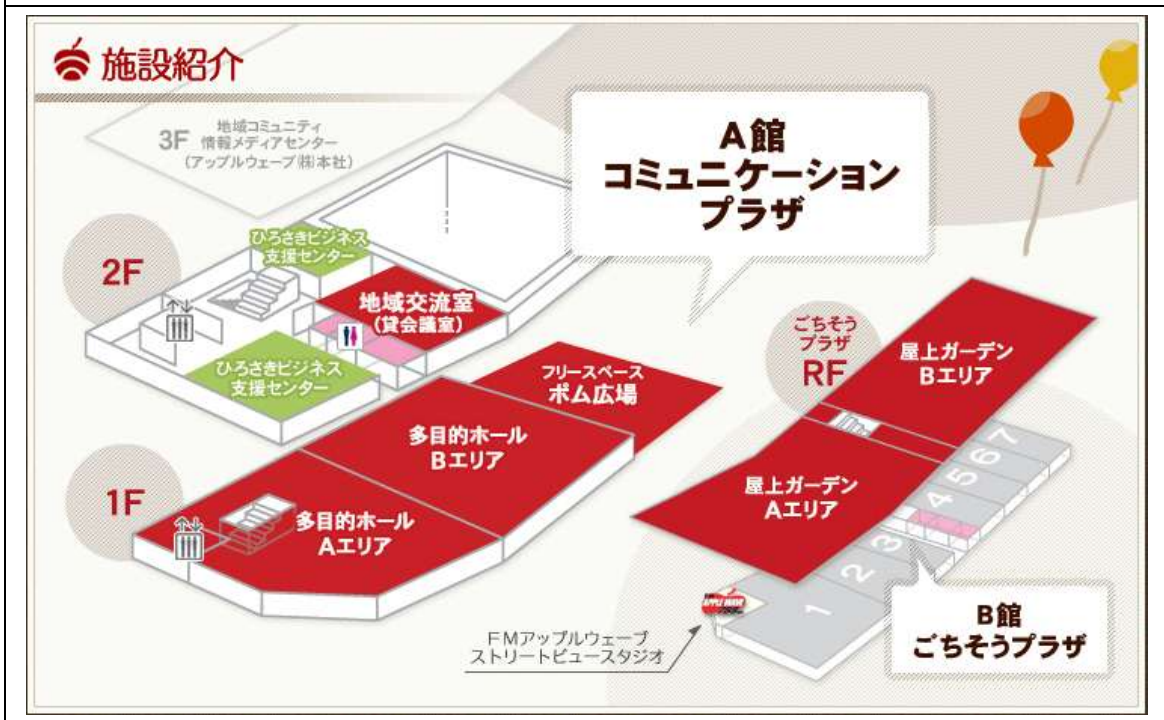 施設紹介
3F
地域コミュニティ
情報メディアセンター
(アップルウェーブ(株)本社)
A館
コミュニケーション
プラザ
2F
ひろさきビジネス
支援センター
地域交流室
(貸会議室)
ひろさきビジネス
支援センター
フリースペース
ポム広場
1F
多目的ホール
Bエリア
多目的ホール
Aエリア
ごちそう
プラザ
RF
屋上ガーデン
Bエリア
屋上ガーデン
Aエリア
7
6
5
4
3
2
1
APPLE WAVE
FMアップルウェーブ
ストリートビュースタジオ
B館
ごちそうプラザ